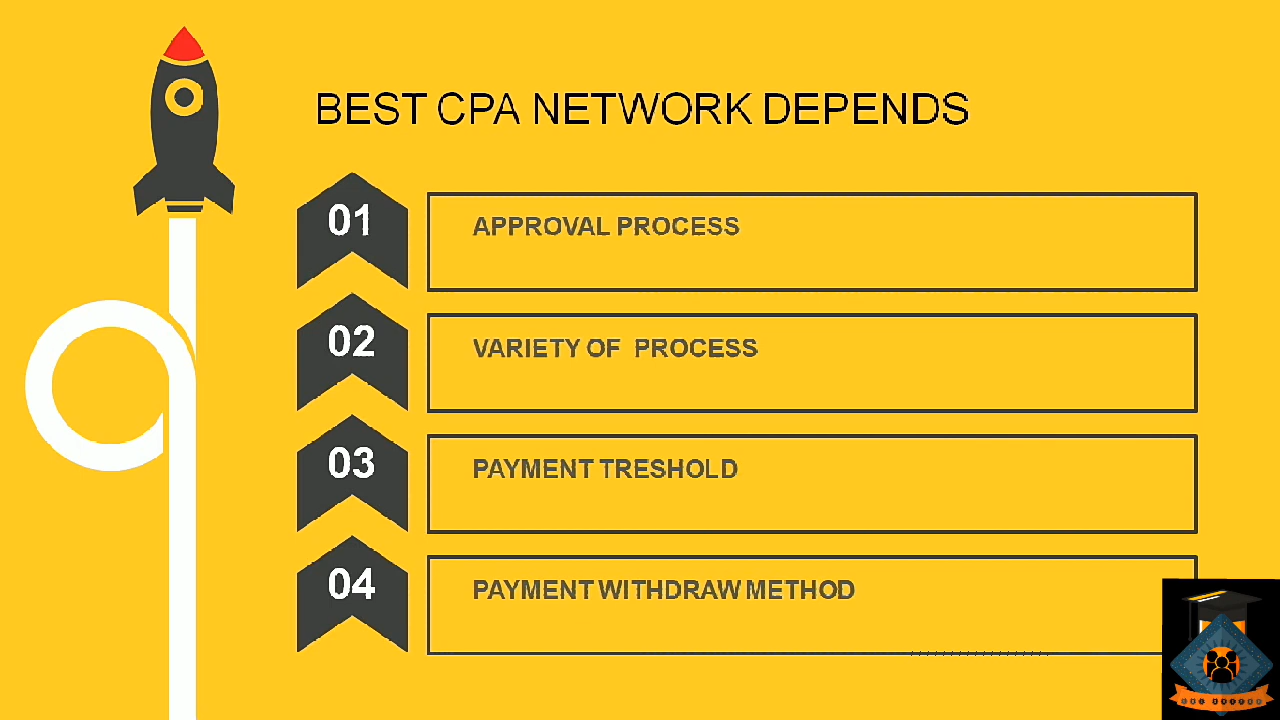 BEST CPA NETWORK DEPENDS
01
APPROVAL PROCESS
02
VARIETY OF PROCESS
03
PAYMENT TRESHOLD
04
PAYMENT WITHDRAW METHOD